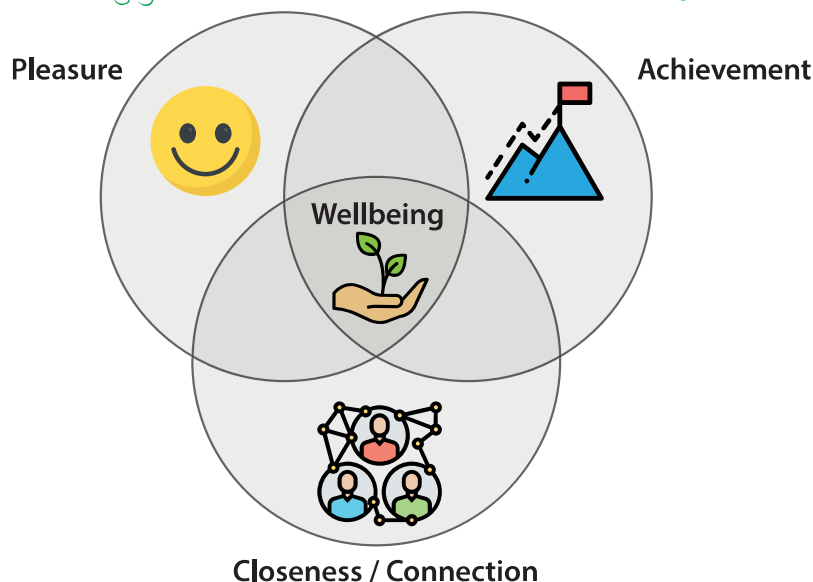 Pleasure
Achievement
Wellbeing
Closeness / Connection